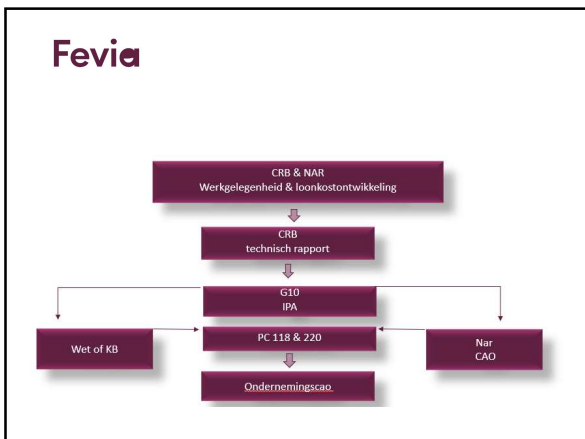 Fevia
CRB & NAR
Werkgelegenheid & loonkostontwikkeling
CRB
technisch rapport
G10
IPA
Wet of KB
PC 118 & 220
Nar
CAO
Ondernemingscao